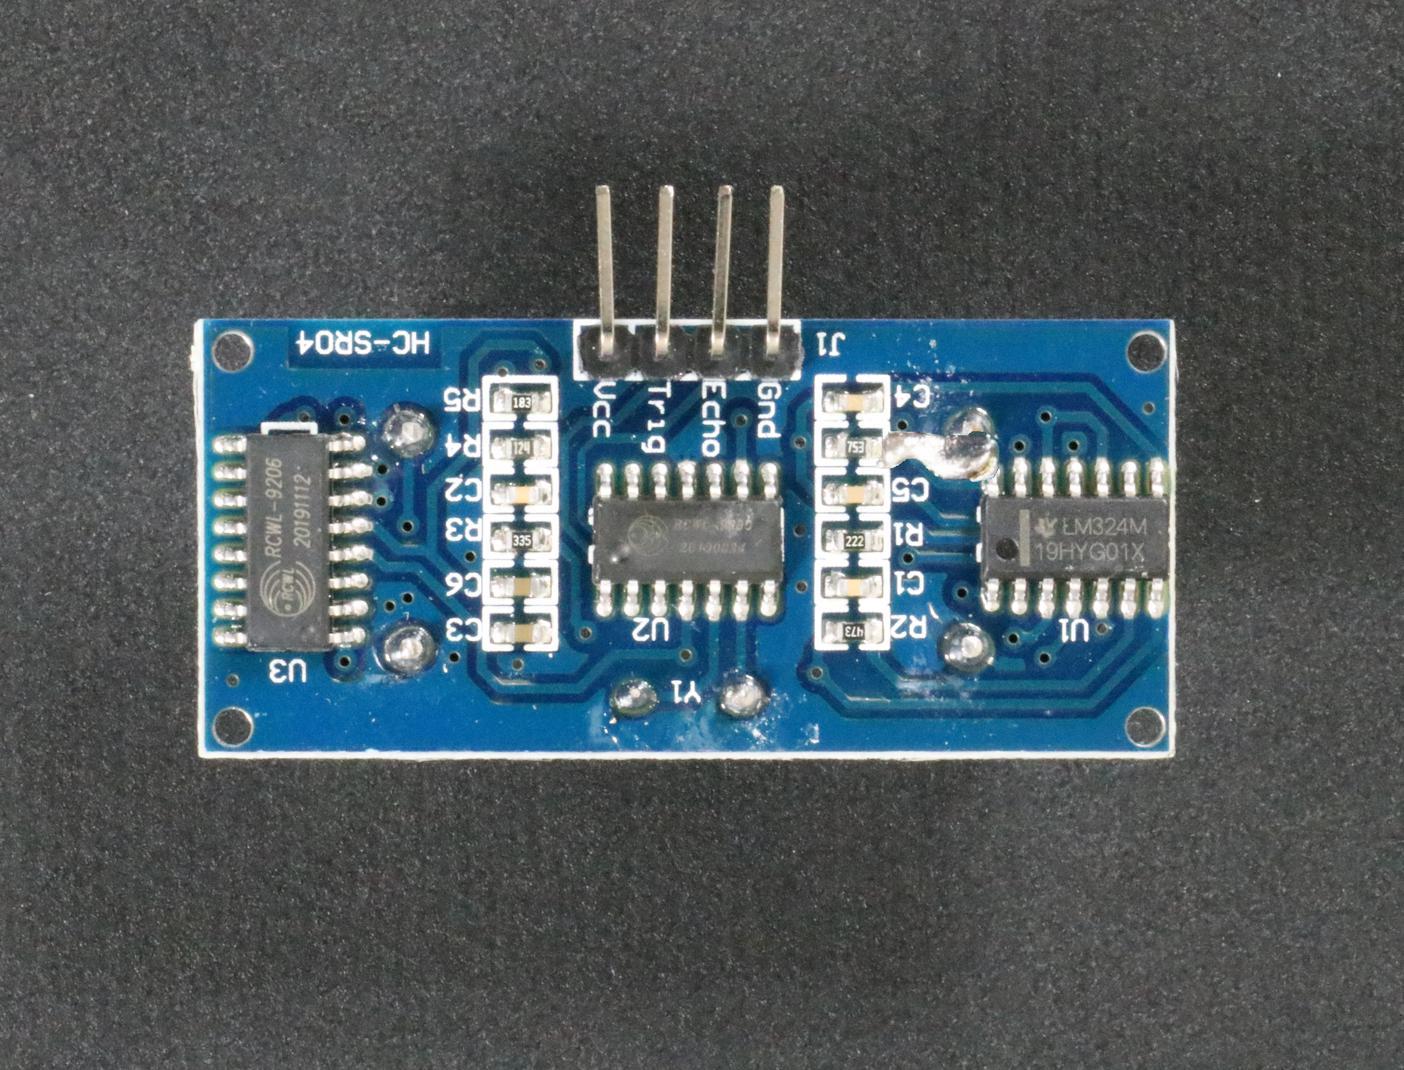 HC-SR04
J1
Vcc
Trig
Echo
Gnd
R5
183
R4
124
C2
R3
335
C6
C3
C4
753
C5
R1
222
C1
R2
473
RCWL-9206
20191112
RCWL
U3
U2
Y1
LM324M
19HYG01X
U1